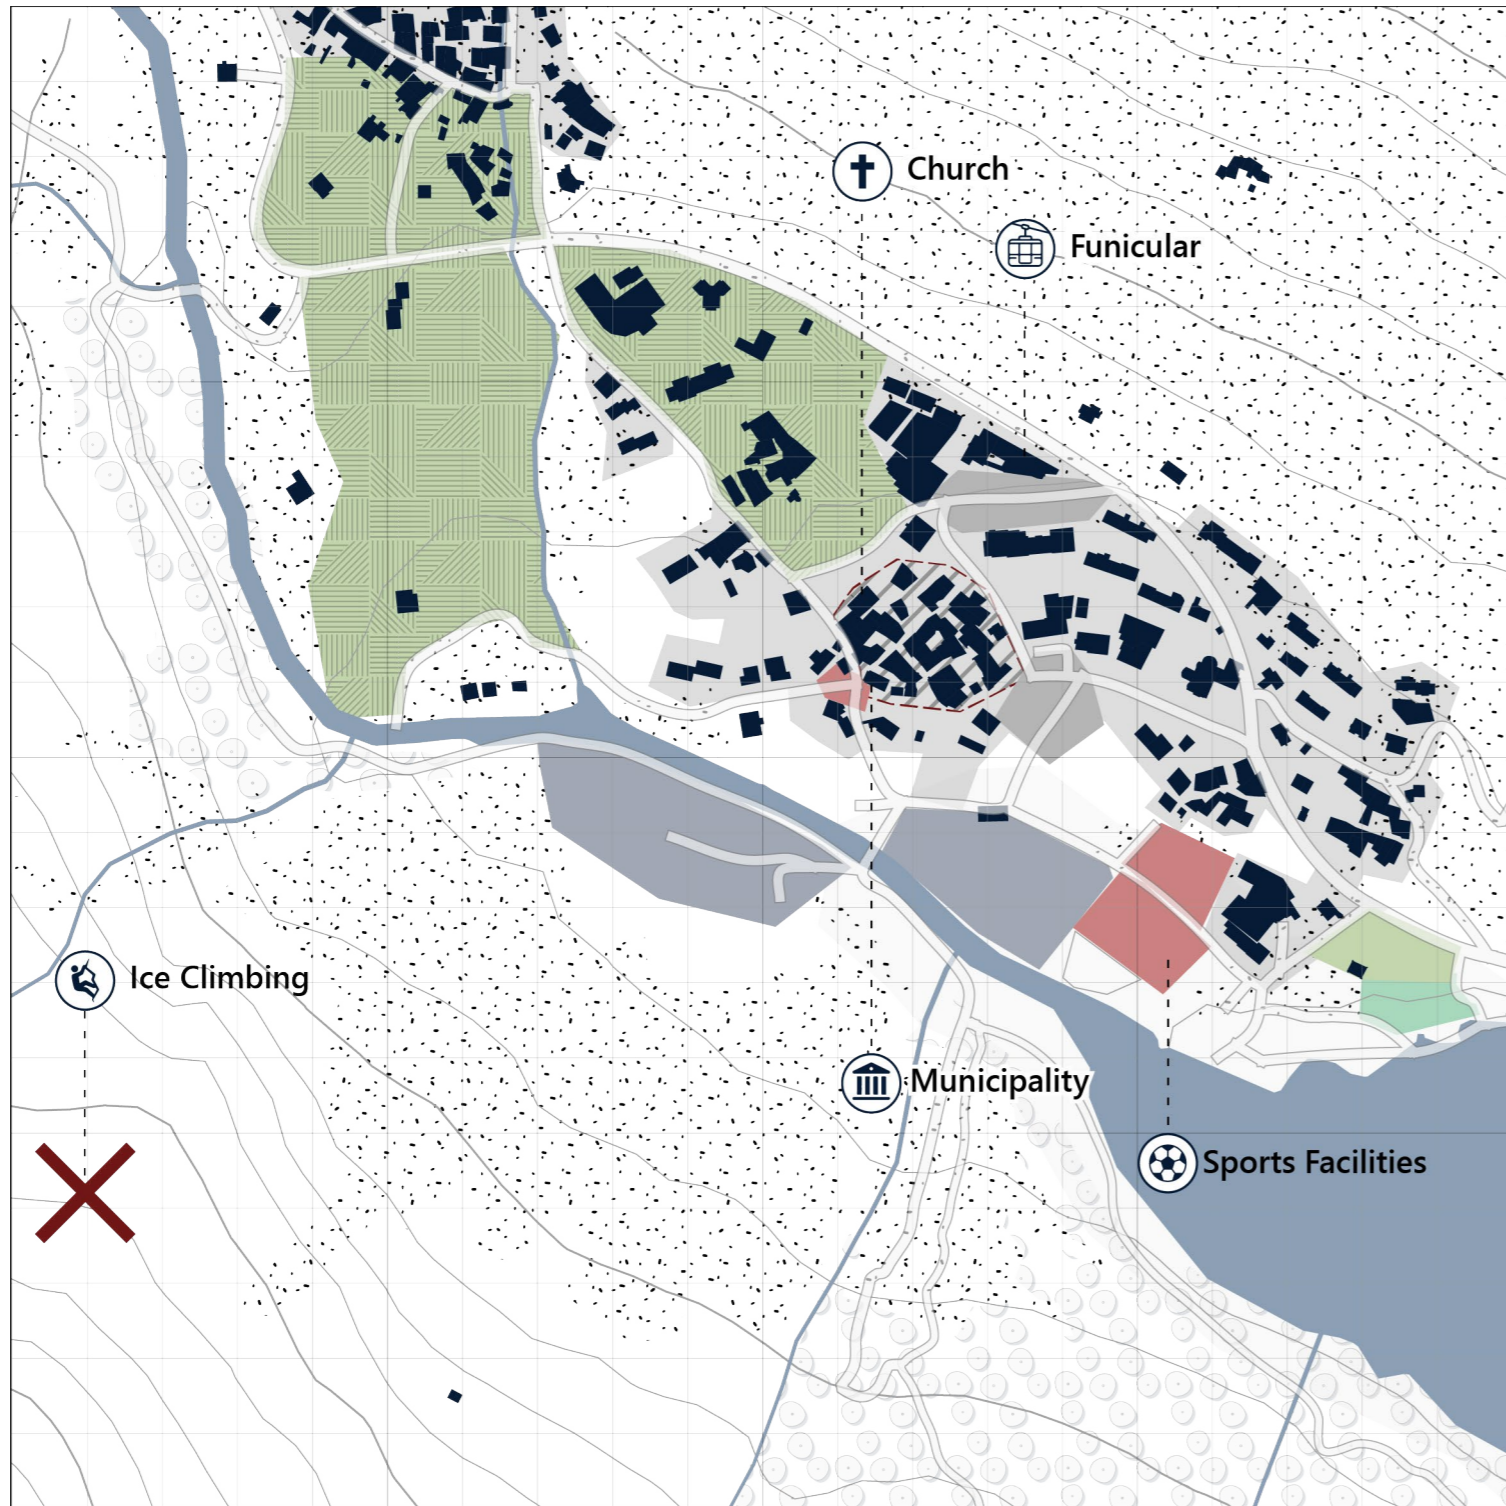 Church
Funicular
Ice Climbing
Municipality
Sports Facilities